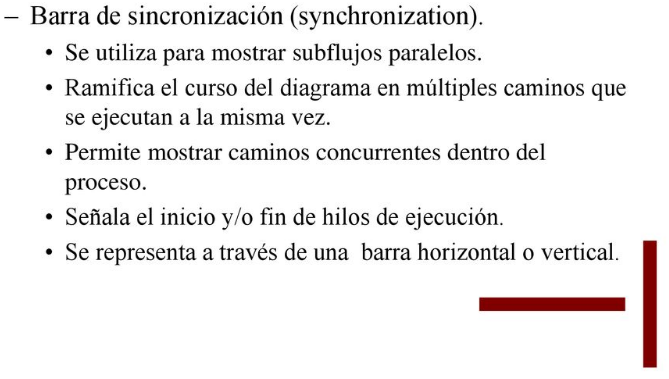 – Barra de sincronización (synchronization).
• Se utiliza para mostrar subflujos paralelos.
• Ramifica el curso del diagrama en múltiples caminos que
se ejecutan a la misma vez.
• Permite mostrar caminos concurrentes dentro del
proceso.
• Señala el inicio y/o fin de hilos de ejecución.
• Se representa a través de una  barra horizontal o vertical.